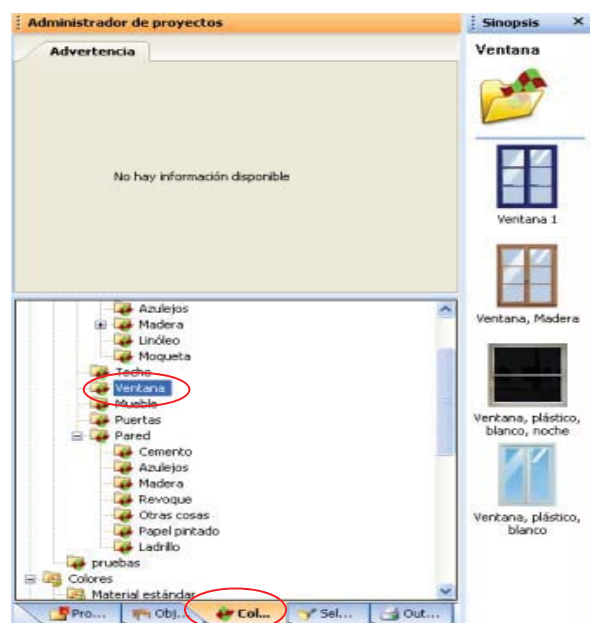 Administrador de proyectos
Advertencia
No hay información disponible
Azulejos
Madera
Linóleo
Moqueta
Techo
Ventana
Mueble
Puertas
Pared
Cemento
Azulejos
Madera
Revoque
Otras cosas
Papel pintado
Ladrillo
pruebas
Colores
Material estándar
Pro...
Obj...
Col...
Sel...
Out...
Sinopsis
Ventana
Ventana 1
Ventana, Madera
Ventana, plástico,
blanco, noche
Ventana, plástico,
blanco